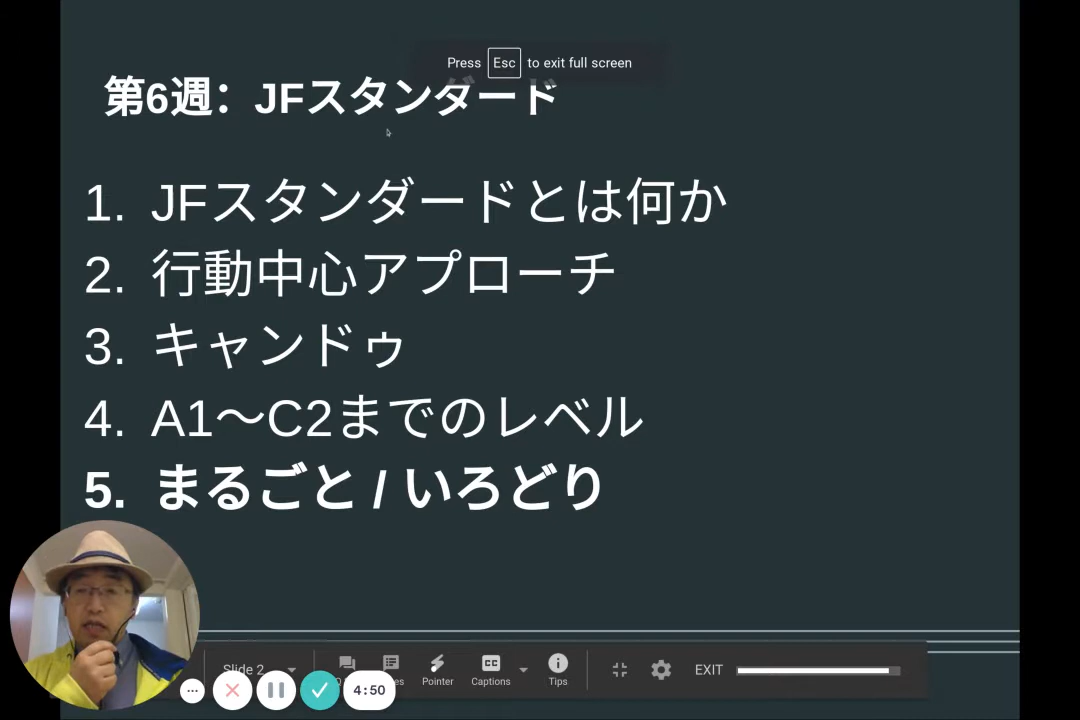 Press Esc to exit full screen
第6週：JFスタンダード
1. JFスタンダードとは何か
2. 行動中心アプローチ
3. キャンドゥ
4. A1〜C2までのレベル
5. まるごと / いろどり
Slide 2
Pointer
Captions
Tips
EXIT
4:50